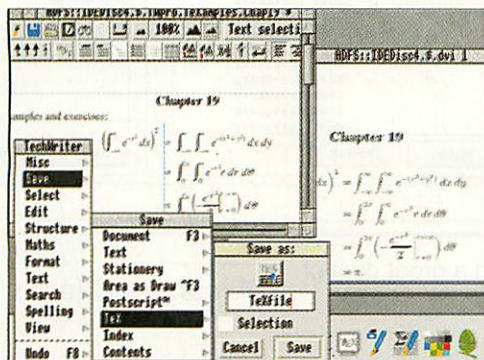 ADFS::IDEDisc4.$.TWPro.TeXamples.Coaply *
100% Text selecti
ADFS::IDEDisc4.$.dvi 1
Chapter 19
amples and exercises:
Chapter 19
TechWriter
Misc
Save
Select
Edit
Structure
Maths
Format
Text
Search
Spelling
View
Undo F8
Save
Document F3
Text
Stationery
Area as Draw ^F3
Postscript™
TeX
Index
Contents
Save as:
TeXfile
Selection
Cancel Save